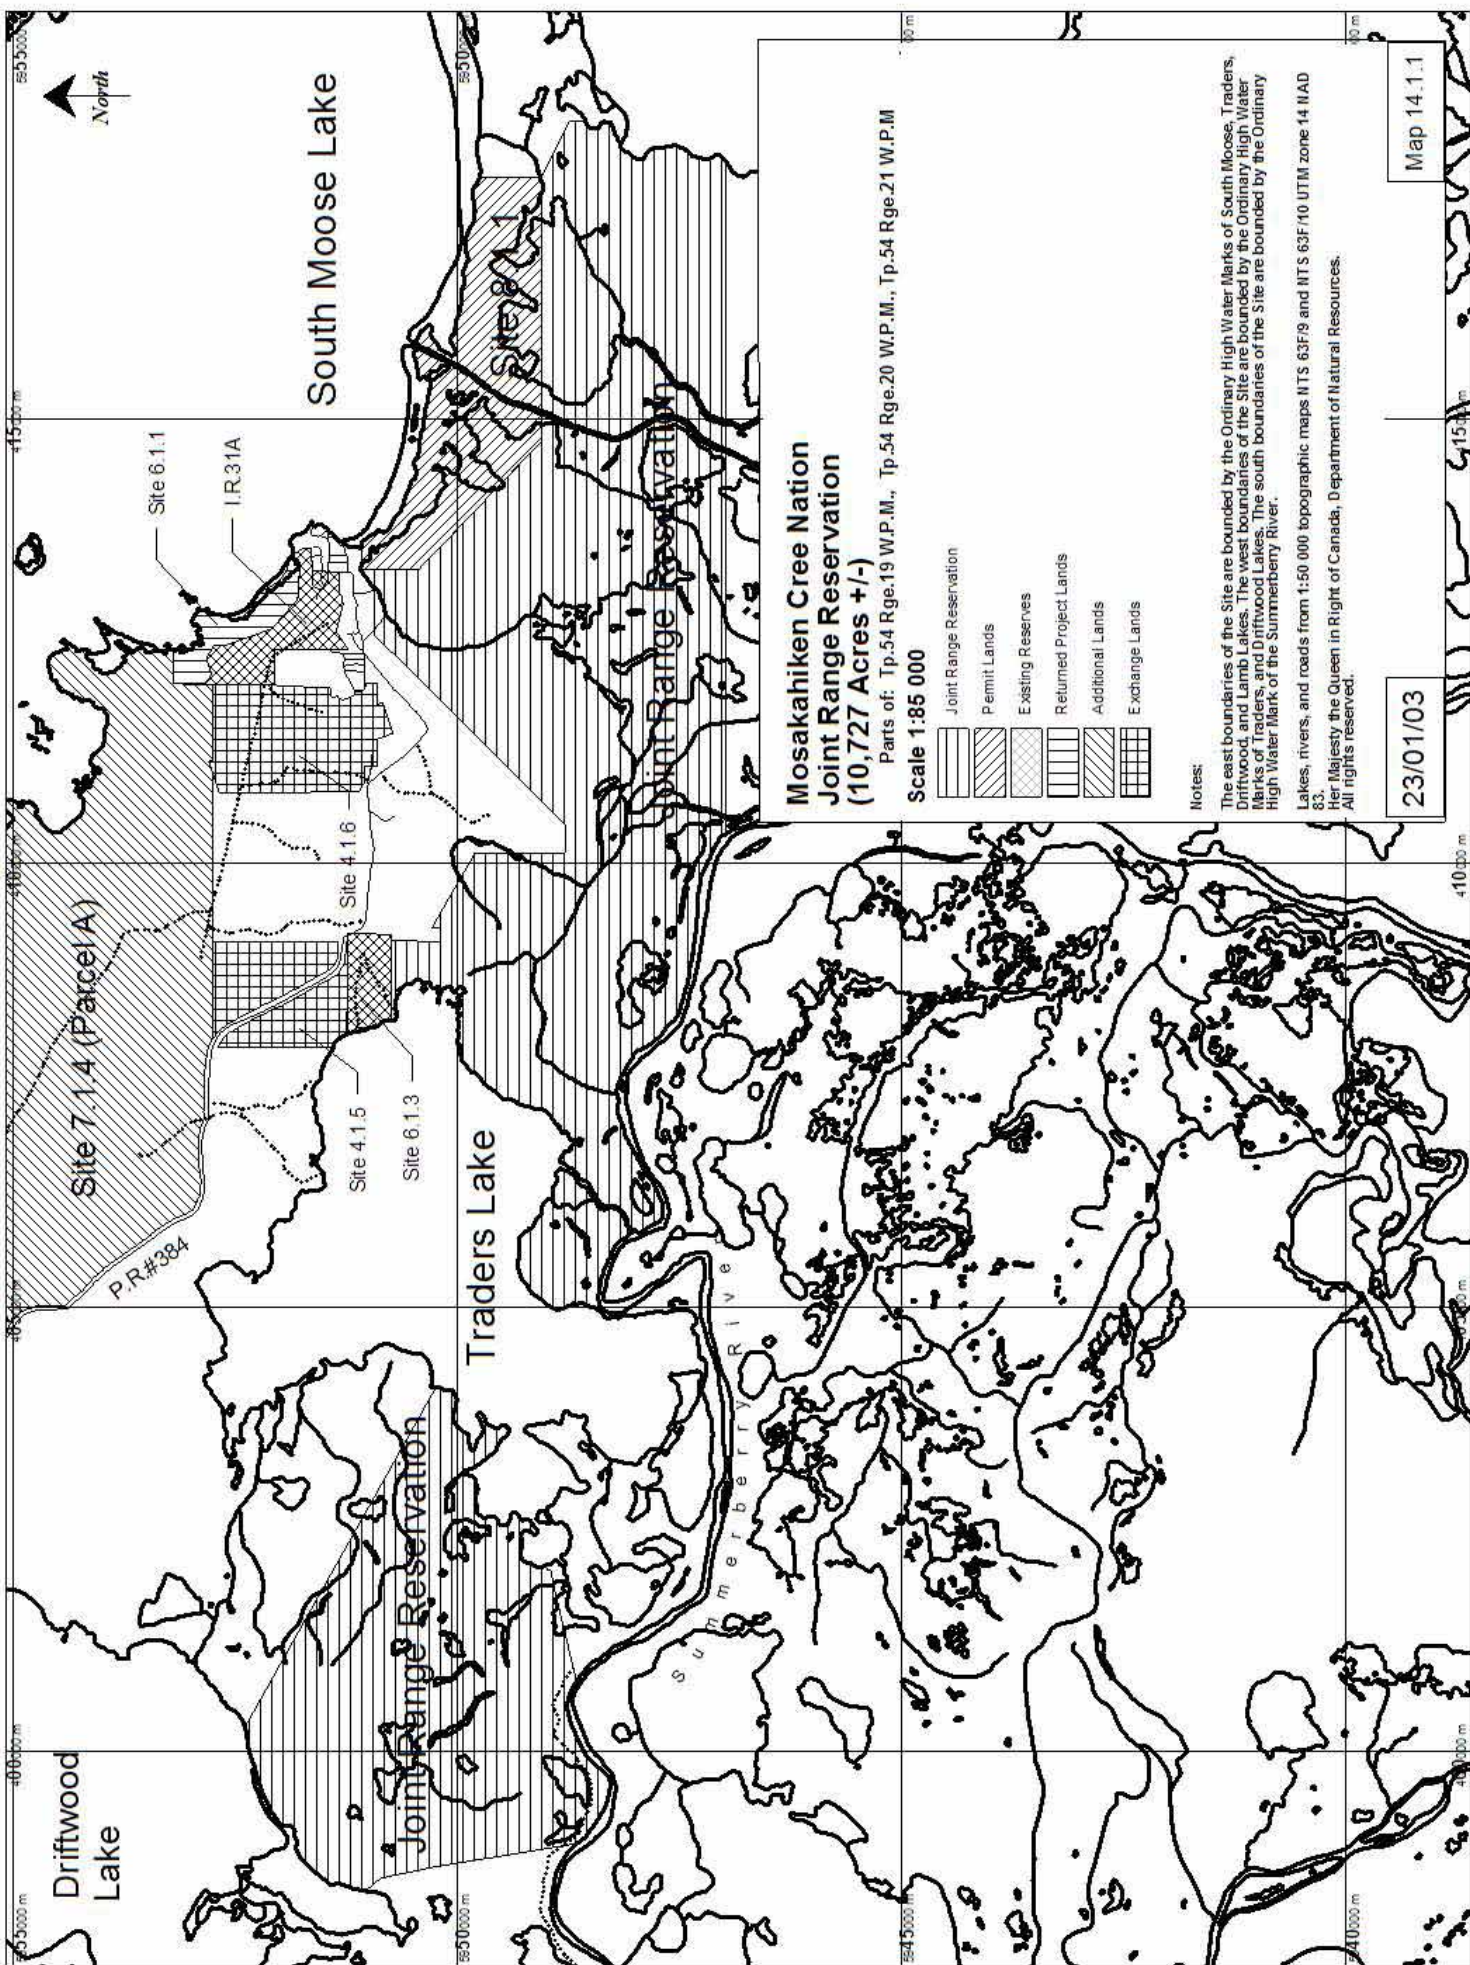 Driftwood
Lake
South Moose Lake
Traders Lake
Site 7.1.4 (Parcel A)
P.R.#384
Site 6.1.1
I.R.31A
Site 4.1.6
Site 4.1.5
Site 6.1.3
Joint Range Reservation
Joint Range Reservation
Summerberry River
North
Mosakahiken Cree Nation
Joint Range Reservation
(10,727 Acres +/-)
Parts of: Tp.54 Rge.19 W.P.M., Tp.54 Rge.20 W.P.M., Tp.54 Rge.21 W.P.M
Scale 1:85 000
Joint Range Reservation
Permit Lands
Existing Reserves
Returned Project Lands
Additional Lands
Exchange Lands
Notes:
The east boundaries of the Site are bounded by the Ordinary High Water Marks of South Moose, Traders,
Driftwood, and Lamb Lakes. The west boundaries of the Site are bounded by the Ordinary High Water
Marks of Traders, and Driftwood Lakes. The south boundaries of the Site are bounded by the Ordinary
High Water Mark of the Summerberry River.
Lakes, rivers, and roads from 1:50 000 topographic maps NTS 63F/9 and NTS 63F/10 UTM zone 14 NAD
83.
Her Majesty the Queen in Right of Canada, Department of Natural Resources.
All rights reserved.
23/01/03
Map 14.1.1